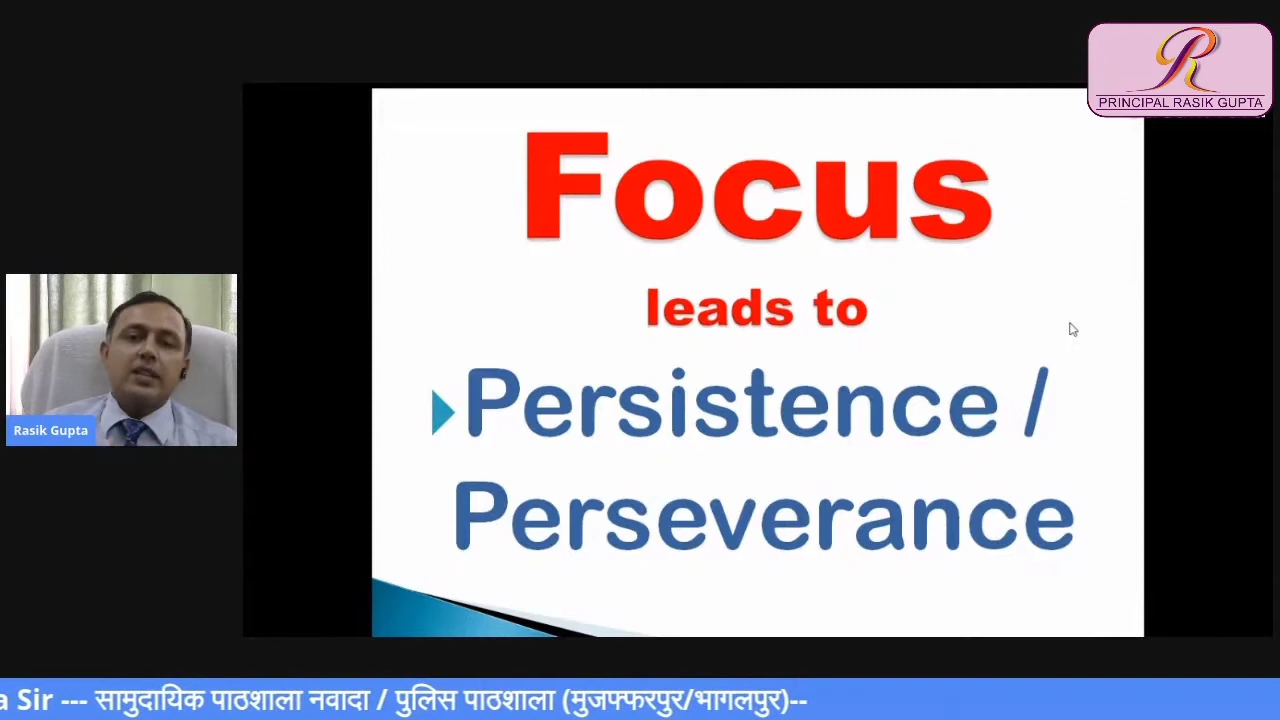 PRINCIPAL RASIK GUPTA
Focus
leads to
Persistence /
Perseverance
Rasik Gupta
a Sir --- सामुदायिक पाठशाला नवादा / पुलिस पाठशाला (मुजफ्फरपुर/भागलपुर)--